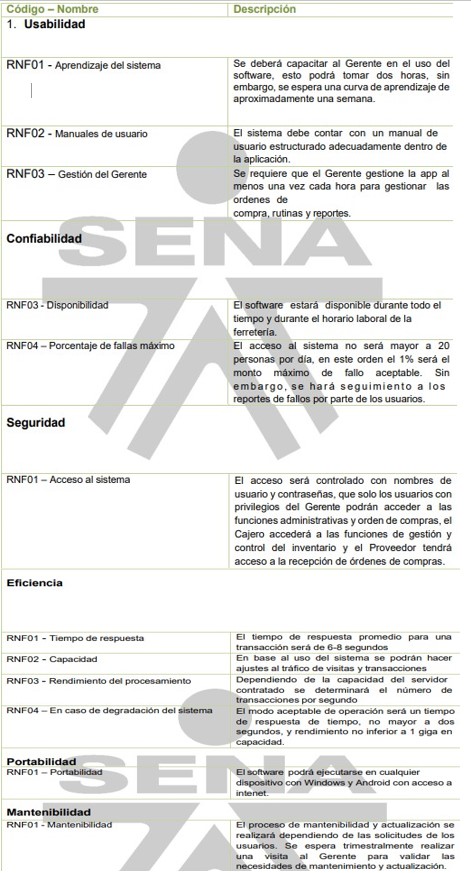 Código – Nombre Descripción
1. Usabilidad
RNF01 - Aprendizaje del sistema
Se deberá capacitar al Gerente en el uso del
software, esto podrá tomar dos horas, sin
embargo, se espera una curva de aprendizaje de
aproximadamente una semana.
RNF02 - Manuales de usuario
El sistema debe contar con un manual de
usuario estructurado adecuadamente dentro de
la aplicación.
RNF03 – Gestión del Gerente
Se requiere que el Gerente gestione la app al
menos una vez cada hora para gestionar las
ordenes de
compra, rutinas y reportes.
SENA
Confiabilidad
RNF03 - Disponibilidad
El software estará disponible durante todo el
tiempo y durante el horario laboral de la
ferretería.
RNF04 – Porcentaje de fallas máximo
El acceso al sistema no será mayor a 20
personas por día, en este orden el 1% será el
monto máximo de fallo aceptable. Sin
embargo, se hará seguimiento a los
reportes de fallos por parte de los usuarios.
Seguridad
RNF01 – Acceso al sistema
El acceso será controlado con nombres de
usuario y contraseñas, que solo los usuarios con
privilegios del Gerente podrán acceder a las
funciones administrativas y orden de compras, el
Cajero accederá a las funciones de gestión y
control del inventario y el Proveedor tendrá
acceso a la recepción de órdenes de compras.
Eficiencia
RNF01 - Tiempo de respuesta
El tiempo de respuesta promedio para una
transacción será de 6-8 segundos
RNF02 - Capacidad
En base al uso del sistema se podrán hacer
ajustes al tráfico de visitas y transacciones
RNF03 - Rendimiento del procesamiento
Dependiendo de la capacidad del servidor
contratado se determinará el número de
transacciones por segundo
RNF04 – En caso de degradación del sistema
El modo aceptable de operación será un tiempo
de respuesta de tiempo, no mayor a dos
segundos, y rendimiento no inferior a 1 giga en
capacidad.
SENA
Portabilidad
RNF01 – Portabilidad
El software podrá ejecutarse en cualquier
dispositivo con Windows y Android con acceso a
intenet.
Mantenibilidad
RNF01 - Mantenibilidad
El proceso de mantenibilidad y actualización se
realizará dependiendo de las solicitudes de los
usuarios. Se espera trimestralmente realizar
una visita al Gerente para validar las
necesidades de mantenimiento y actualización.